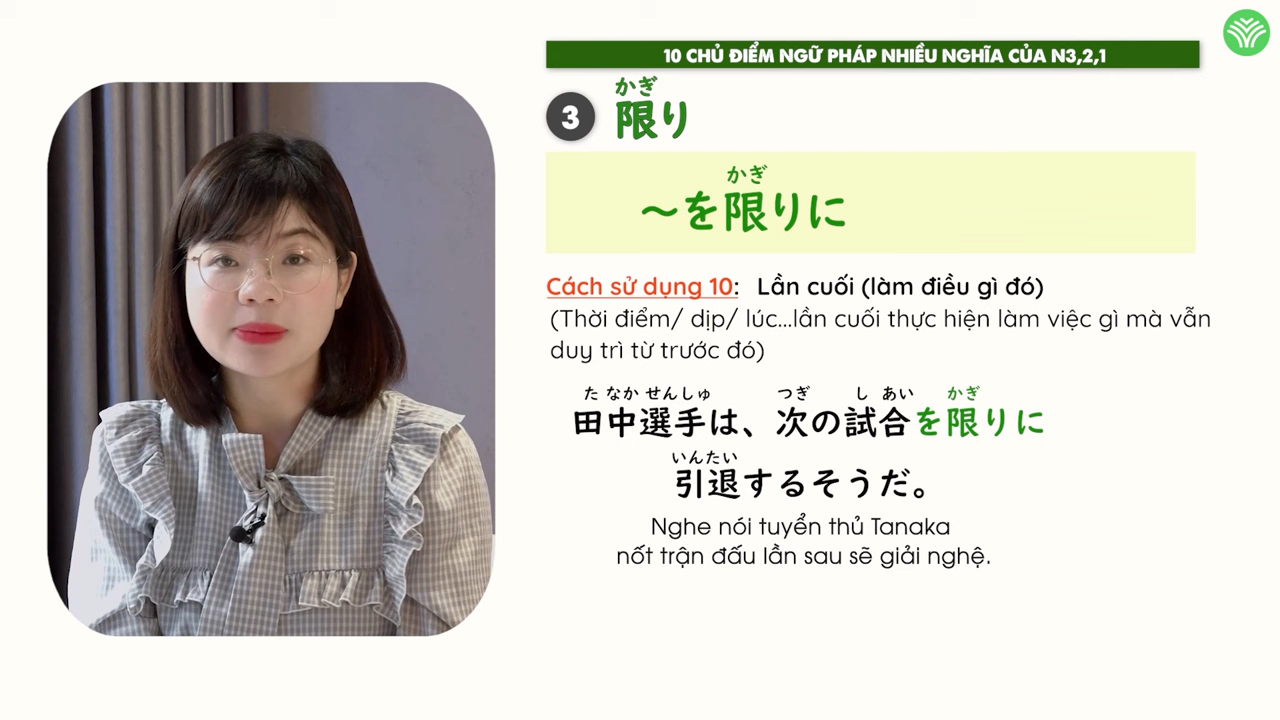 10 CHỦ ĐIỂM NGỮ PHÁP NHIỀU NGHĨA CỦA N3,2,1
かぎ
3 限り
かぎ
～を限りに
Cách sử dụng 10: Lần cuối (làm điều gì đó)
(Thời điểm/ dịp/ lúc...lần cuối thực hiện làm việc gì mà vẫn
duy trì từ trước đó)
た なか せんしゅ つぎ し あい かぎ
田中選手は、次の試合を限りに
いんたい
引退するそうだ。
Nghe nói tuyển thủ Tanaka
nốt trận đấu lần sau sẽ giải nghệ.